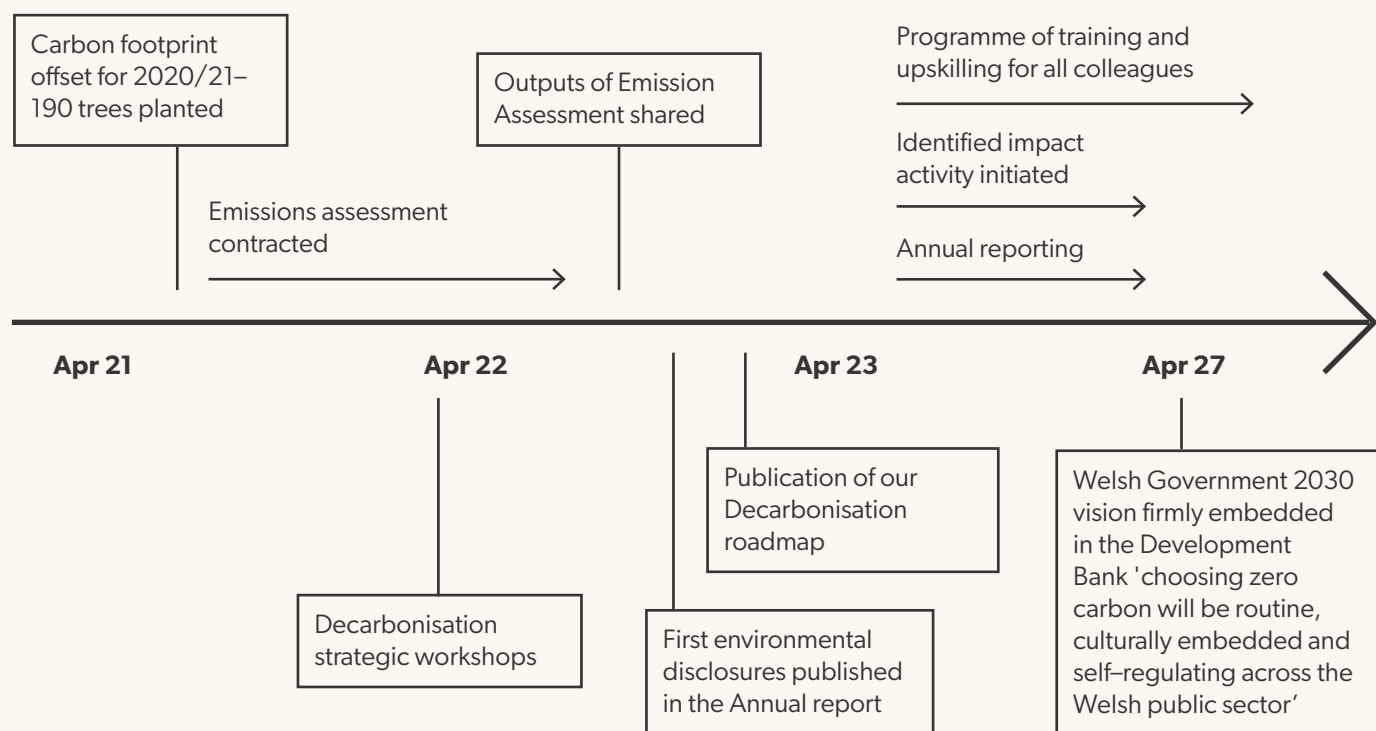 Carbon footprint
offset for 2020/21–
190 trees planted
Outputs of Emission
Assessment shared
Programme of training and
upskilling for all colleagues
Identified impact
activity initiated
Emissions assessment
contracted
Annual reporting
Apr 21
Apr 22
Apr 23
Apr 27
Decarbonisation
strategic workshops
First environmental
disclosures published
in the Annual report
Publication of our
Decarbonisation
roadmap
Welsh Government 2030
vision firmly embedded
in the Development
Bank 'choosing zero
carbon will be routine,
culturally embedded and
self–regulating across the
Welsh public sector’